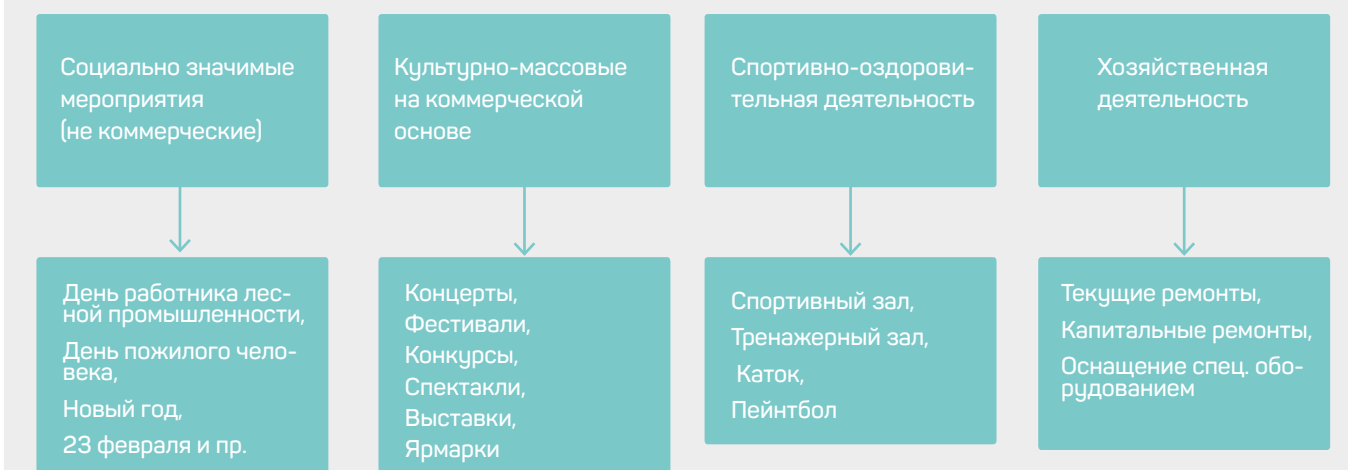 Социально значимые
мероприятия
(не коммерческие)
Культурно-массовые
на коммерческой
основе
Спортивно-оздорови-
тельная деятельность
Хозяйственная
деятельность
День работника лес-
ной промышленности,
День пожилого чело-
века,
Новый год,
23 февраля и пр.
Концерты,
Фестивали,
Конкурсы,
Спектакли,
Выставки,
Ярмарки
Спортивный зал,
Тренажерный зал,
Каток,
Пейнтбол
Текущие ремонты,
Капитальные ремонты,
Оснащение спец. обо-
рудованием